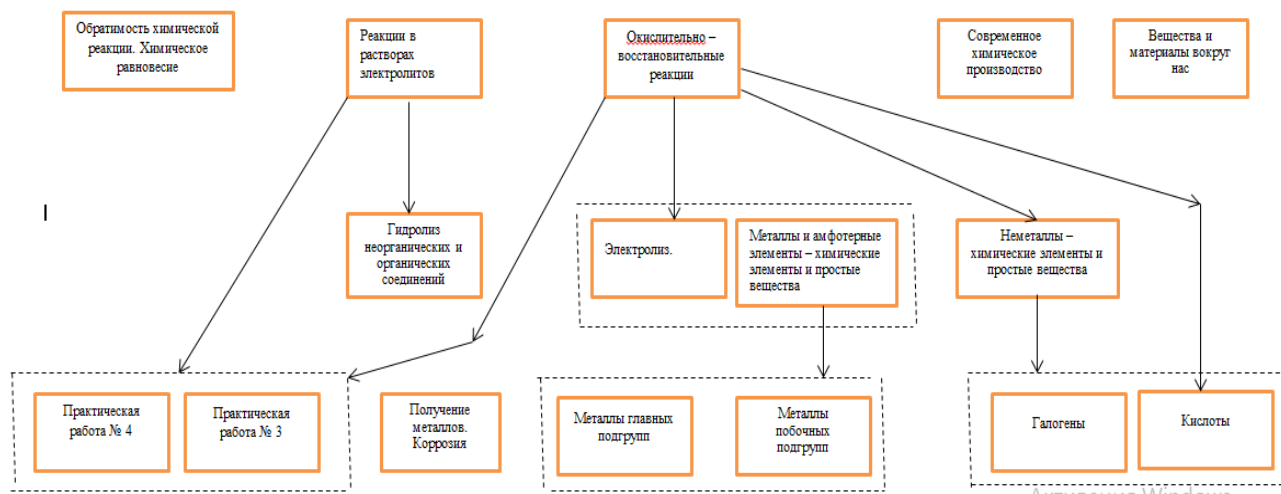 Обратимость химической
реакции. Химическое
равновесие
Реакции в
растворах
электролитов
Окислительно –
восстановительные
реакции
Современное
химическое
производство
Вещества и
материалы вокруг
нас
Гидролиз
неорганических и
органических
соединений
Электролиз.
Металлы и амфотерные
элементы – химические
элементы и простые
вещества
Неметаллы –
химические элементы и
простые вещества
Практическая
работа № 4
Практическая
работа № 3
Получение
металлов.
Коррозия
Металлы главных
подгрупп
Металлы
побочных
подгрупп
Галогены
Кислоты
Активация Windows